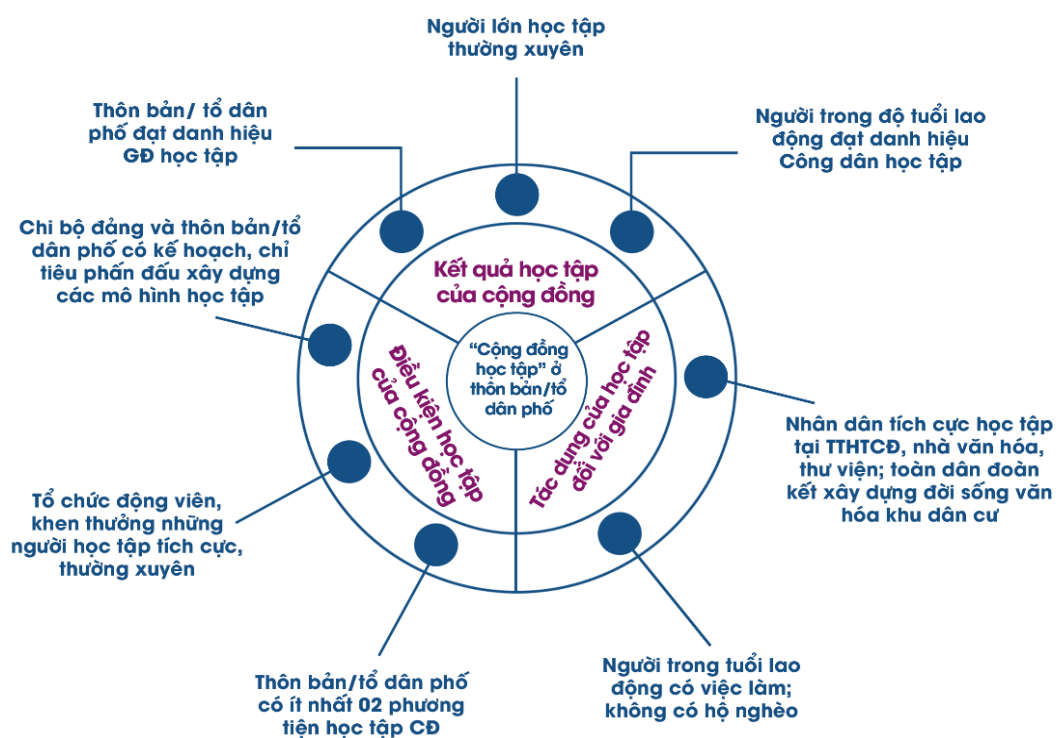 Người lớn học tập
thường xuyên
Thôn bản/ tổ dân
phố đạt danh hiệu
GĐ học tập
Người trong độ tuổi lao
động đạt danh hiệu
Công dân học tập
Chi bộ đảng và thôn bản/tổ
dân phố có kế hoạch, chỉ
tiêu phấn đấu xây dựng
các mô hình học tập
Kết quả học tập
của cộng đồng
“Cộng đồng
học tập” ở
thôn bản/tổ
dân phố
Điều kiện học tập
của cộng đồng
Tác dụng của học tập
đối với gia đình
Nhân dân tích cực học tập
tại TTHTCĐ, nhà văn hóa,
thư viện; toàn dân đoàn
kết xây dựng đời sống văn
hóa khu dân cư
Tổ chức động viên,
khen thưởng những
người học tập tích cực,
thường xuyên
Thôn bản/tổ dân phố
có ít nhất 02 phương
tiện học tập CĐ
Người trong tuổi lao
động có việc làm;
không có hộ nghèo